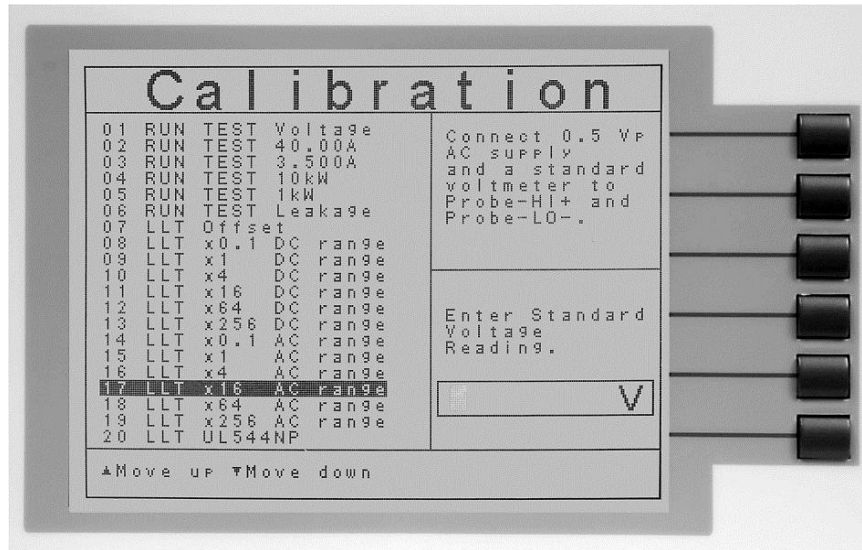 Calibration
01 RUN TEST Voltage
02 RUN TEST 40.00A
03 RUN TEST 3.500A
04 RUN TEST 10kW
05 RUN TEST 1kW
06 RUN TEST Leakage
07 LLT Offset
08 LLT x0.1 DC range
09 LLT x1 DC range
10 LLT x4 DC range
11 LLT x16 DC range
12 LLT x64 DC range
13 LLT x256 DC range
14 LLT x0.1 AC range
15 LLT x1 AC range
16 LLT x4 AC range
17 LLT x16 AC range
18 LLT x64 AC range
19 LLT x256 AC range
20 LLT UL544NP
Connect 0.5 Vp
AC supply
and a standard
voltmeter to
Probe-HI+ and
Probe-LO-.
Enter Standard
Voltage
Reading.
V
▲Move up ▼Move down